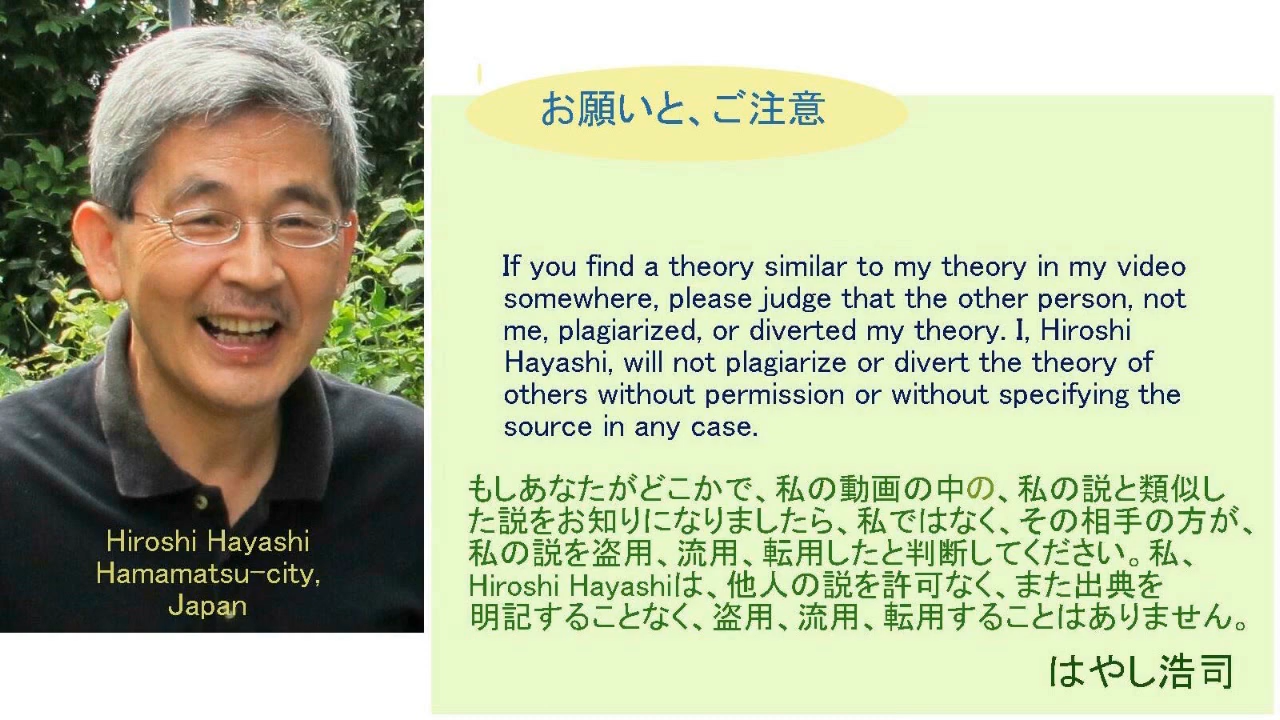 お願いと、ご注意
If you find a theory similar to my theory in my video
somewhere, please judge that the other person, not
me, plagiarized, or diverted my theory. I, Hiroshi
Hayashi, will not plagiarize or divert the theory of
others without permission or without specifying the
source in any case.
もしあなたがどこかで、私の動画の中の、私の説と類似し
た説をお知りになりましたら、私ではなく、その相手の方が、
私の説を盗用、流用、転用したと判断してください。私、
Hiroshi Hayashiは、他人の説を許可なく、また出典を
明記することなく、盗用、流用、転用することはありません。
はやし浩司
Hiroshi Hayashi
Hamamatsu-city,
Japan